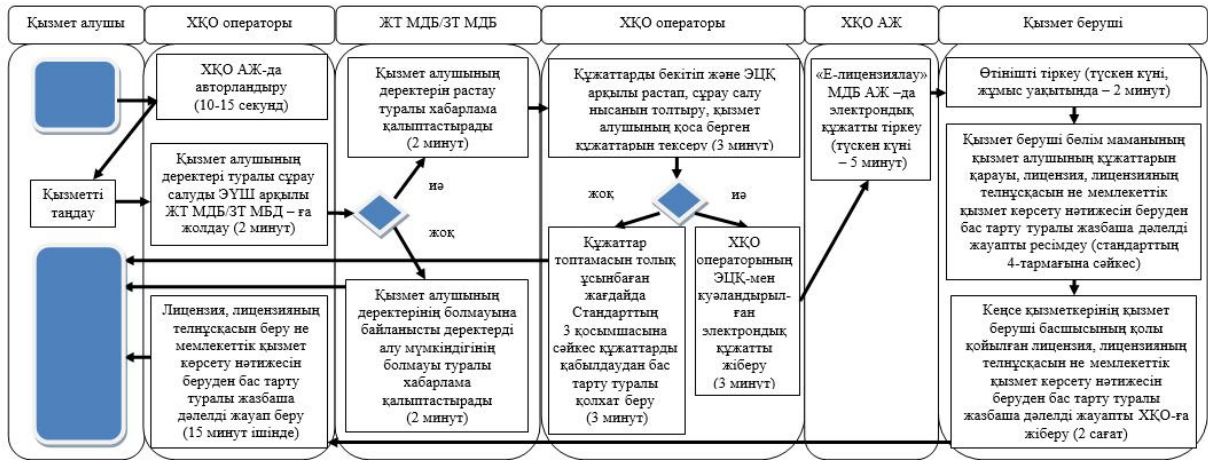 Қызмет алушы
ХҚО операторы
ЖТ МДБ/ЗТ МДБ
ХҚО операторы
ХҚО АЖ
Қызмет беруші
ХҚО АЖ-да
авторландыру
(10-15 секунд)
Қызметті
таңдау
Қызмет алушының
деректері туралы сұрау
салуды ЭҮШ арқылы
ЖТ МДБ/ЗТ МБД – ға
жолдау (2 минут)
Лицензия, лицензияның
телнұсқасын беру не
мемлекеттік қызмет
көрсету нәтижесін
беруден бас тарту
туралы жазбаша
дәлелді жауап беру
(15 минут ішінде)
Қызмет алушының
деректерін растау
туралы хабарлама
қалыптастырады
(2 минут)
иә
жоқ
Қызмет алушының
деректерінің болмауына
байланысты деректерді
алу мүмкіндігінің
болмауы туралы
хабарлама
қалыптастырады
(2 минут)
Құжаттарды бекітіп және ЭЦҚ
арқылы растап, сұрау салу
нысанын толтыру, қызмет
алушының қоса берген
құжаттарын тексеру (3 минут)
жоқ
иә
Құжаттар
топтамасын толық
ұсынбаған
жағдайда
Стандарттың
3 қосымшасына
сәйкес құжаттарды
қабылдаудан бас
тарту туралы
қолхат беру
(3 минут)
ХҚО
операторының
ЭЦҚ-мен
куәландырыл-
ған
электрондық
құжатты
жіберу
(3 минут)
«Е-лицензиялау»
МДБ АЖ –да
электрондық
құжатты тіркеу
(түскен күні
– 5 минут)
Өтінішті тіркеу (түскен күні,
жұмыс уақытында – 2 минут)
Қызмет беруші бөлім маманының
қызмет алушының құжаттарын
қарауы, лицензия, лицензияның
телнұсқасын не мемлекеттік
қызмет көрсету нәтижесін беруден
бас тарту туралы жазбаша дәлелді
жауапты ресімдеу (стандарттың
4-тармағына сәйкес)
Кеңсе қызметкерінің қызмет
беруші басшысының қолы
қойылған лицензия, лицензияның
телнұсқасын не мемлекеттік
қызмет көрсету нәтижесін
беруден бас тарту туралы
жазбаша дәлелді жауапты ХҚО-ға
жіберу (2 сағат)